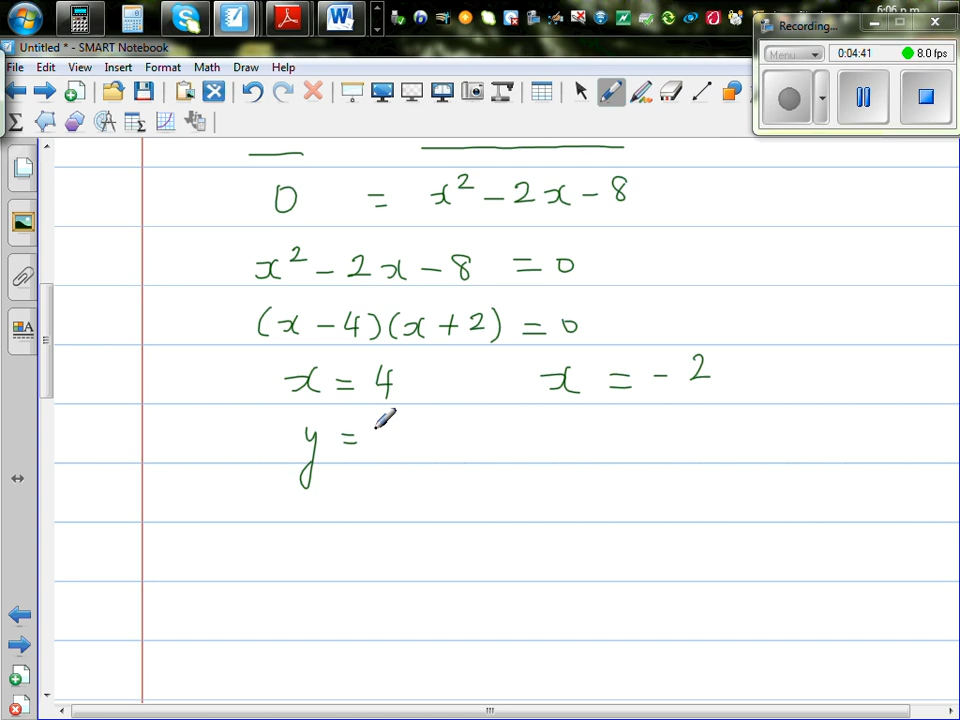 6:06 p.m.
Recording...
Untitled * - SMART Notebook
Menu
0:04:41
8.0 fps
File Edit View Insert Format Math Draw Help
0 = x² - 2x - 8
x² - 2x - 8 = 0
(x - 4)(x + 2) = 0
x = 4 x = - 2
y =